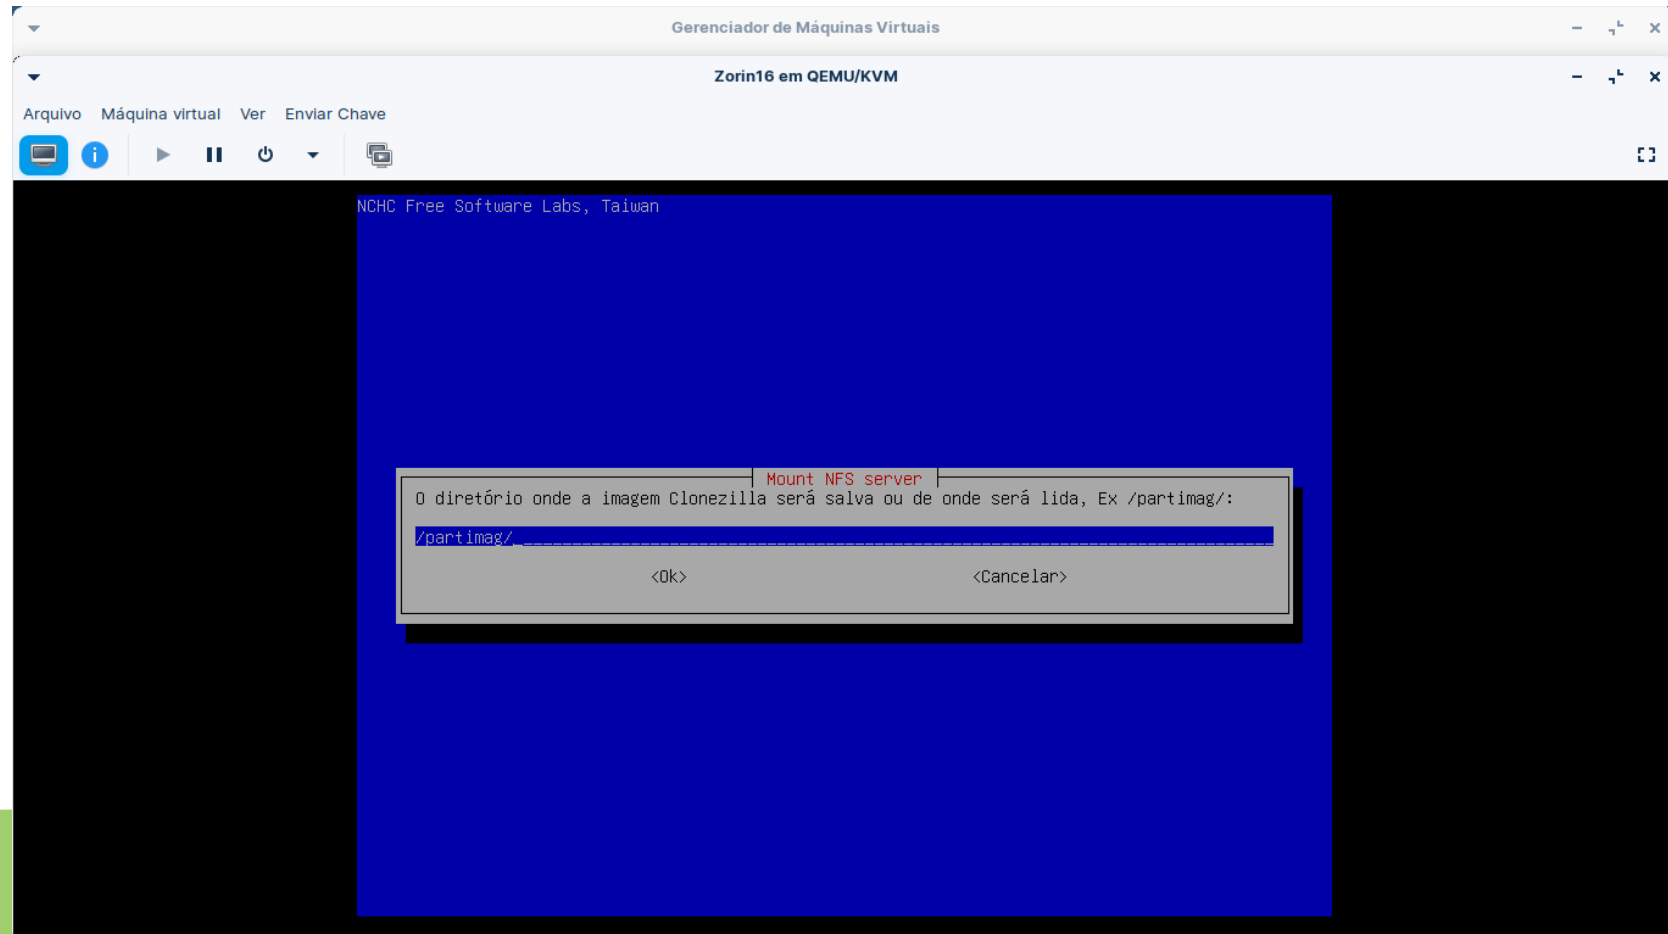 Gerenciador de Máquinas Virtuais
Zorin16 em QEMU/KVM
Arquivo Máquina virtual Ver Enviar Chave
NCHC Free Software Labs, Taiwan
Mount NFS server
O diretório onde a imagem Clonezilla será salva ou de onde será lida, Ex /partimag/:
/partimag/
<Ok> <Cancelar>